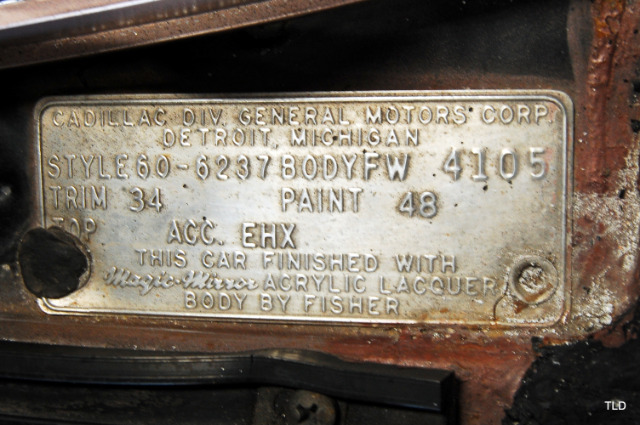 CADILLAC DIV. GENERAL MOTORS CORP.
DETROIT, MICHIGAN
STYLE 60-6237 BODY FW 4105
TRIM 34 PAINT 48
TOP ACC. EHX
THIS CAR FINISHED WITH
Magic-Mirror ACRYLIC LACQUER
BODY BY FISHER
TLD